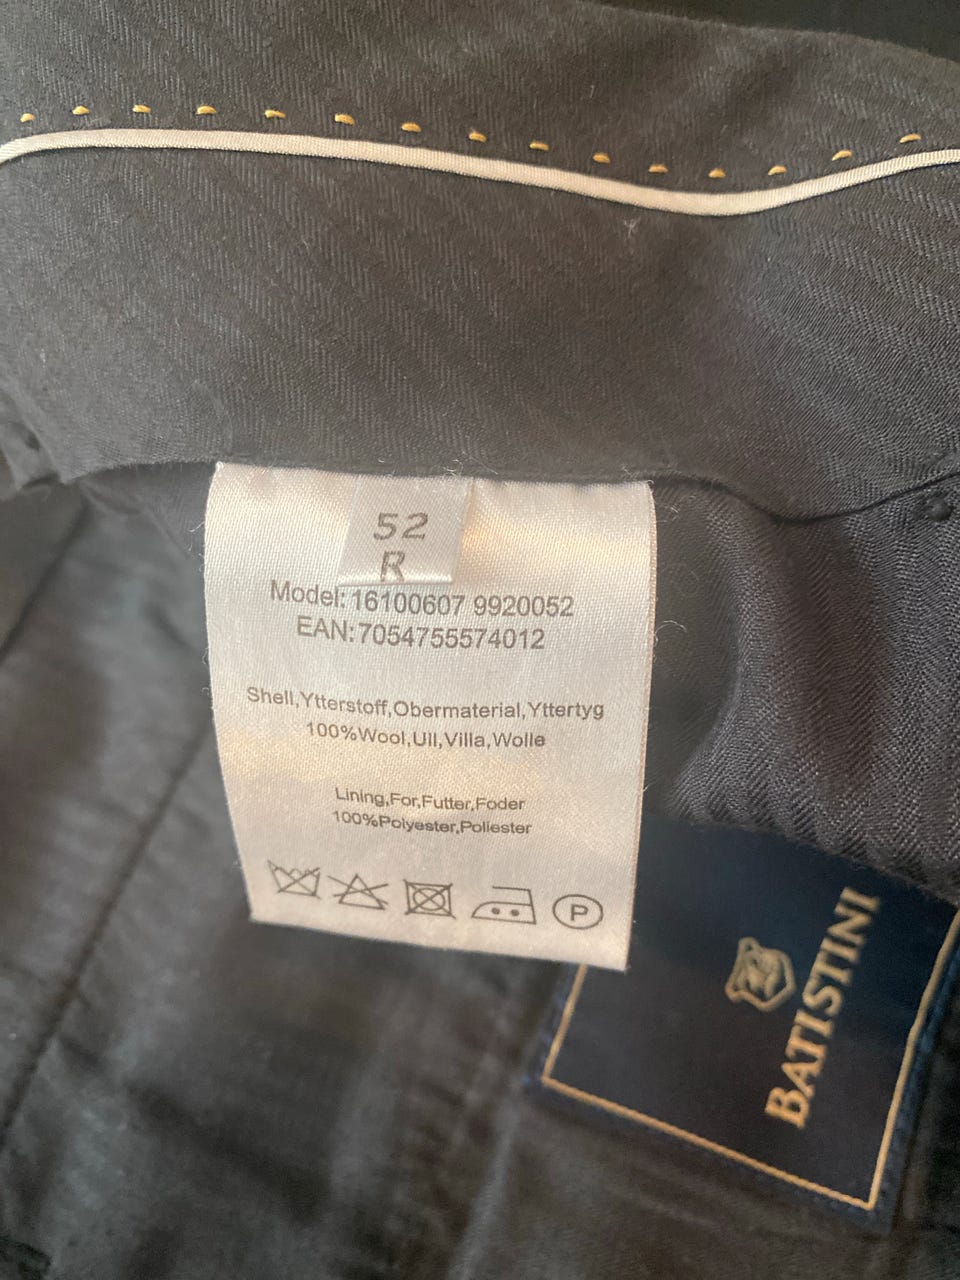 52
R
Model:16100607 9920052
EAN:7054755574012
Shell,Ytterstoff,Obermaterial,Yttertyg
100%Wool,Ull,Villa,Wolle
Lining,For,Futter,Foder
100%Polyester,Poliester
P
BATISTINI